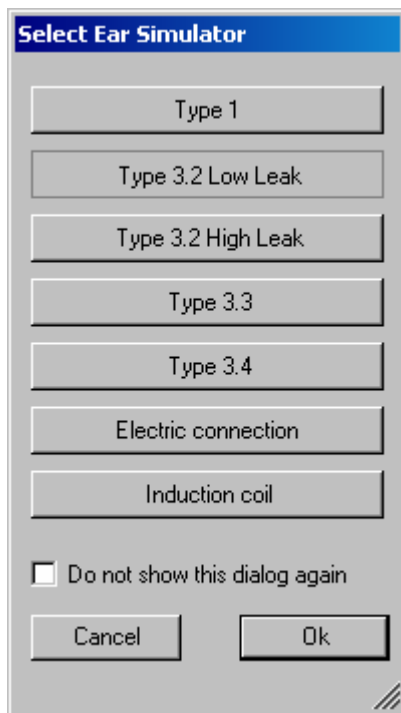 Select Ear Simulator
Type 1
Type 3.2 Low Leak
Type 3.2 High Leak
Type 3.3
Type 3.4
Electric connection
Induction coil
Do not show this dialog again
Cancel Ok